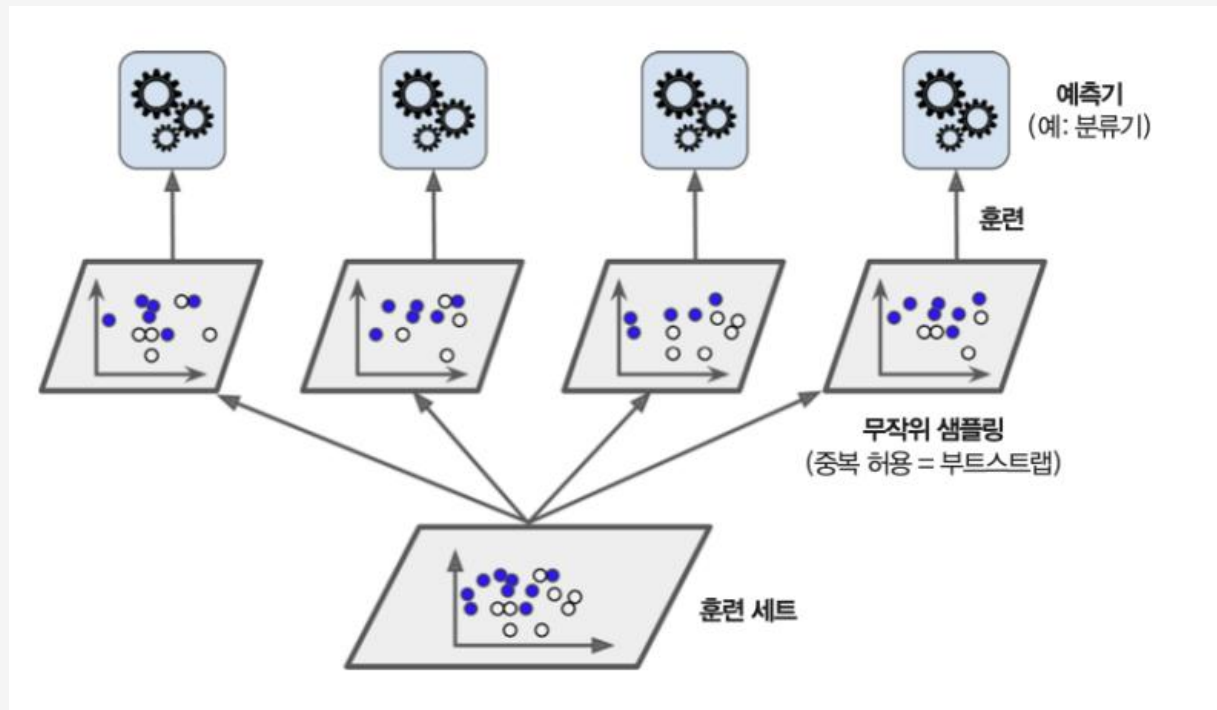 예측기
(예: 분류기)
훈련
무작위 샘플링
(중복 허용 = 부트스트랩)
훈련 세트